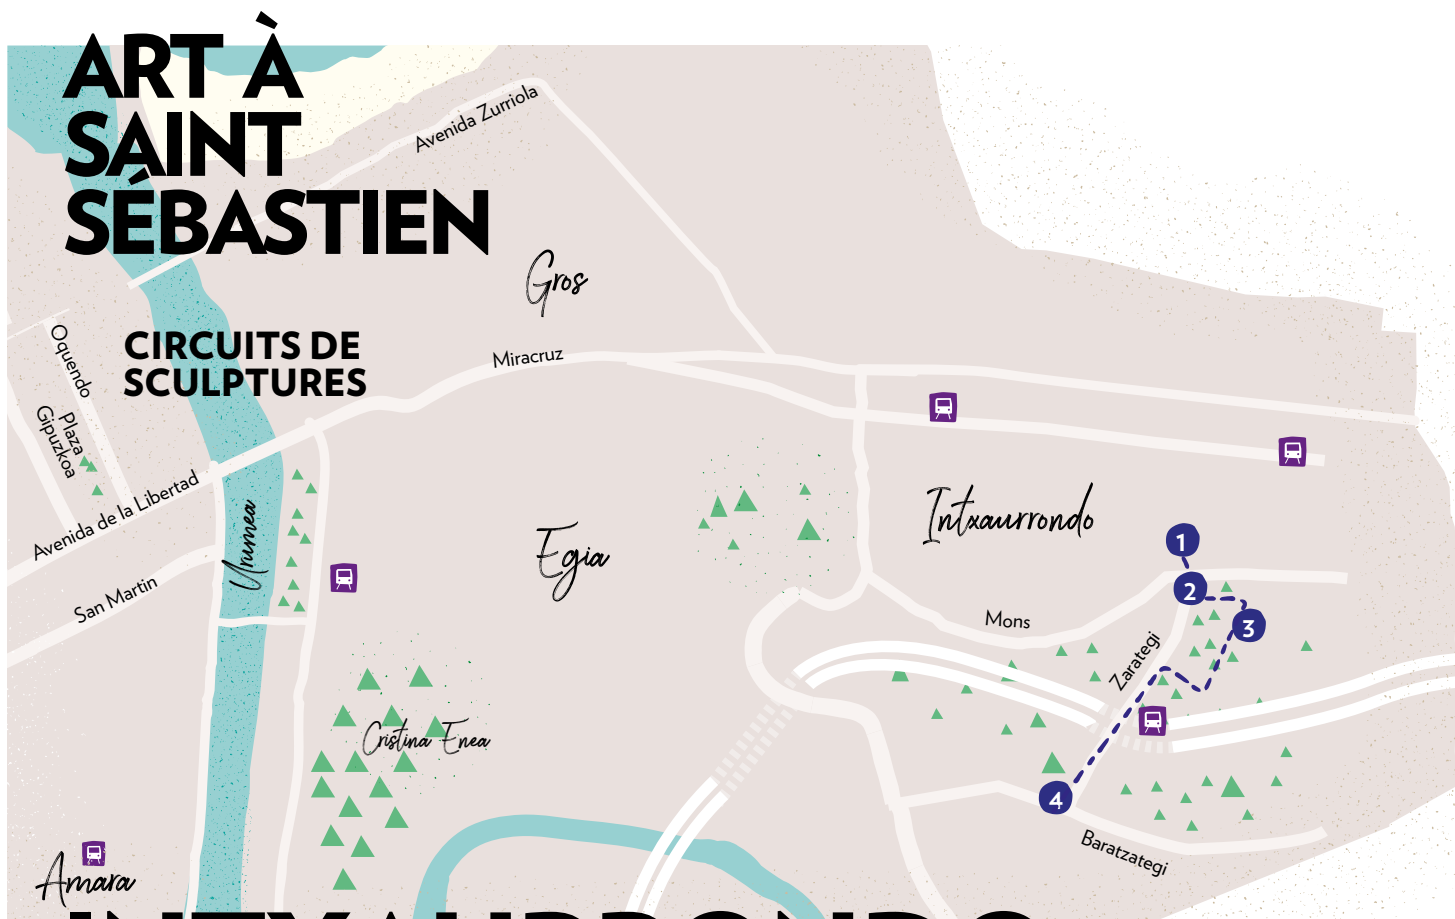 ART À
SAINT
SÉBASTIEN
Avenida Zurriola
Gros
CIRCUITS DE
SCULPTURES
Oquendo
Miracruz
Plaza
Gipuzkoa
Avenida de la Libertad
Urumea
Egia
Intxaurrondo
1
2
San Martin
Mons
3
Zarategi
Cristina Enea
4
Baratzategi
Amara
INTXAURRONDO